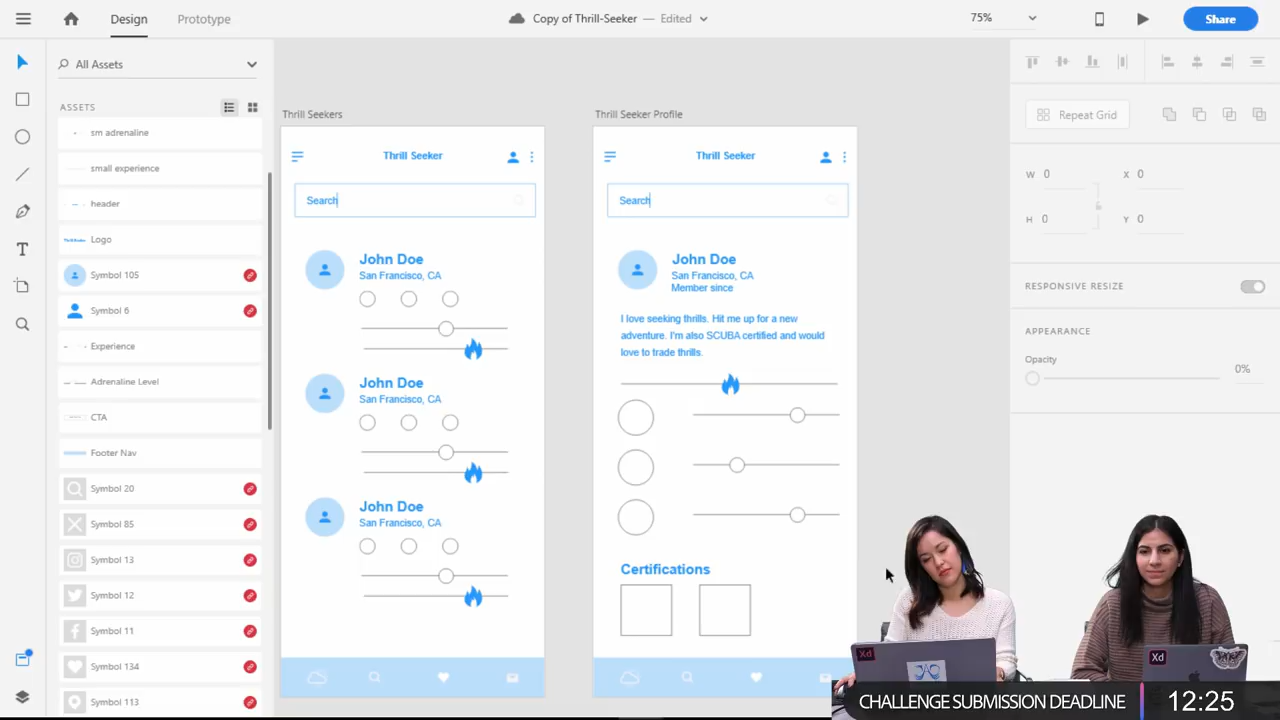 Design
Prototype
Copy of Thrill-Seeker — Edited
75%
Share
All Assets
ASSETS
sm adrenaline
small experience
header
Logo
Symbol 105
Symbol 6
Experience
Adrenaline Level
CTA
Footer Nav
Symbol 20
Symbol 85
Symbol 13
Symbol 12
Symbol 11
Symbol 134
Symbol 113
Thrill Seekers
Thrill Seeker
Search
John Doe
San Francisco, CA
John Doe
San Francisco, CA
John Doe
San Francisco, CA
Thrill Seeker Profile
Thrill Seeker
Search
John Doe
San Francisco, CA
Member since
I love seeking thrills. Hit me up for a new
adventure. I'm also SCUBA certified and would
love to trade thrills.
Certifications
Repeat Grid
W 0
X 0
H 0
Y 0
RESPONSIVE RESIZE
APPEARANCE
Opacity
0%
Xd
Xd
CHALLENGE SUBMISSION DEADLINE
12:25